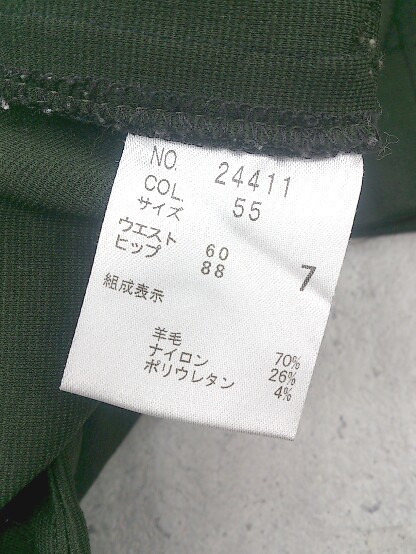 NO. 24411
COL. 55
サイズ
ウエスト 60
ヒップ 88
7
組成表示
羊毛 70%
ナイロン 26%
ポリウレタン 4%